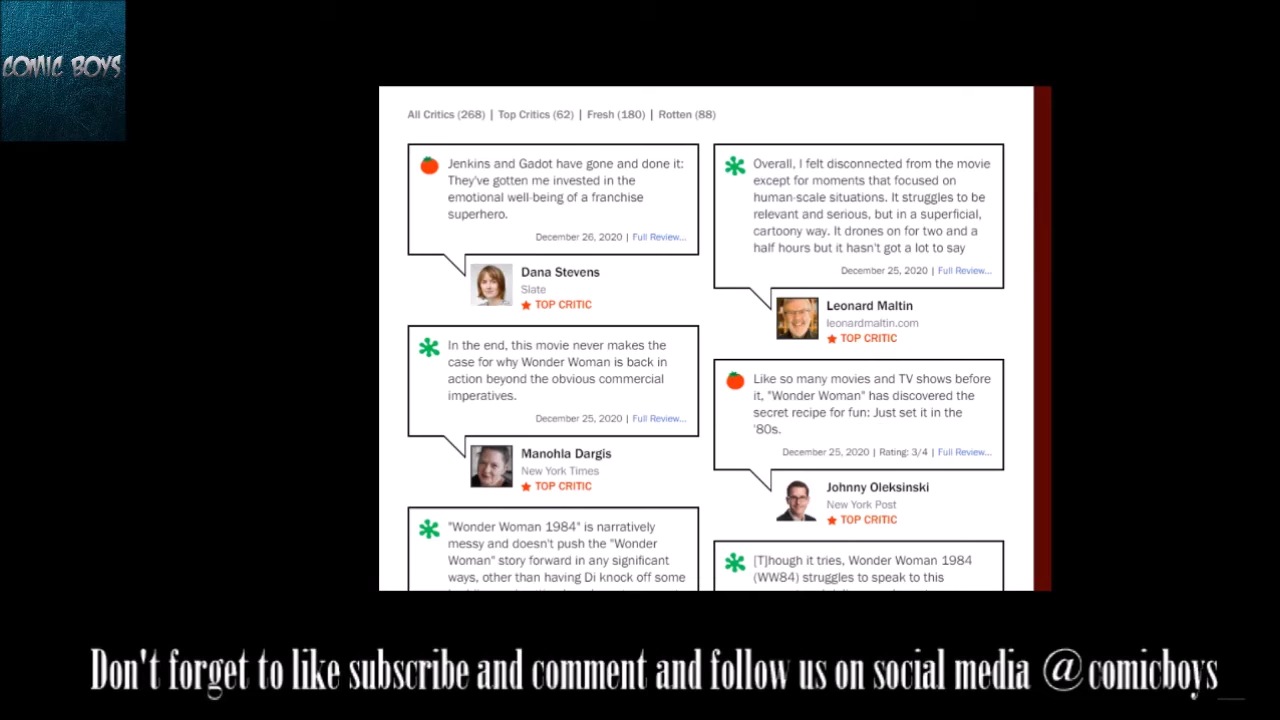 COMIC BOYS
All Critics (268) | Top Critics (62) | Fresh (180) | Rotten (88)
Jenkins and Gadot have gone and done it:
They've gotten me invested in the
emotional well-being of a franchise
superhero.
December 26, 2020 | Full Review...
Dana Stevens
Slate
TOP CRITIC
Overall, I felt disconnected from the movie
except for moments that focused on
human-scale situations. It struggles to be
relevant and serious, but in a superficial,
cartoony way. It drones on for two and a
half hours but it hasn't got a lot to say
December 25, 2020 | Full Review...
Leonard Maltin
leonardmaltin.com
TOP CRITIC
In the end, this movie never makes the
case for why Wonder Woman is back in
action beyond the obvious commercial
imperatives.
December 25, 2020 | Full Review...
Manohla Dargis
New York Times
TOP CRITIC
Like so many movies and TV shows before
it, "Wonder Woman" has discovered the
secret recipe for fun: Just set it in the
'80s.
December 25, 2020 | Rating: 3/4 | Full Review...
Johnny Oleksinski
New York Post
TOP CRITIC
"Wonder Woman 1984" is narratively
messy and doesn't push the "Wonder
Woman" story forward in any significant
ways, other than having Di knock off some
[T]hough it tries, Wonder Woman 1984
(WW84) struggles to speak to this
Don't forget to like subscribe and comment and follow us on social media @comicboys_